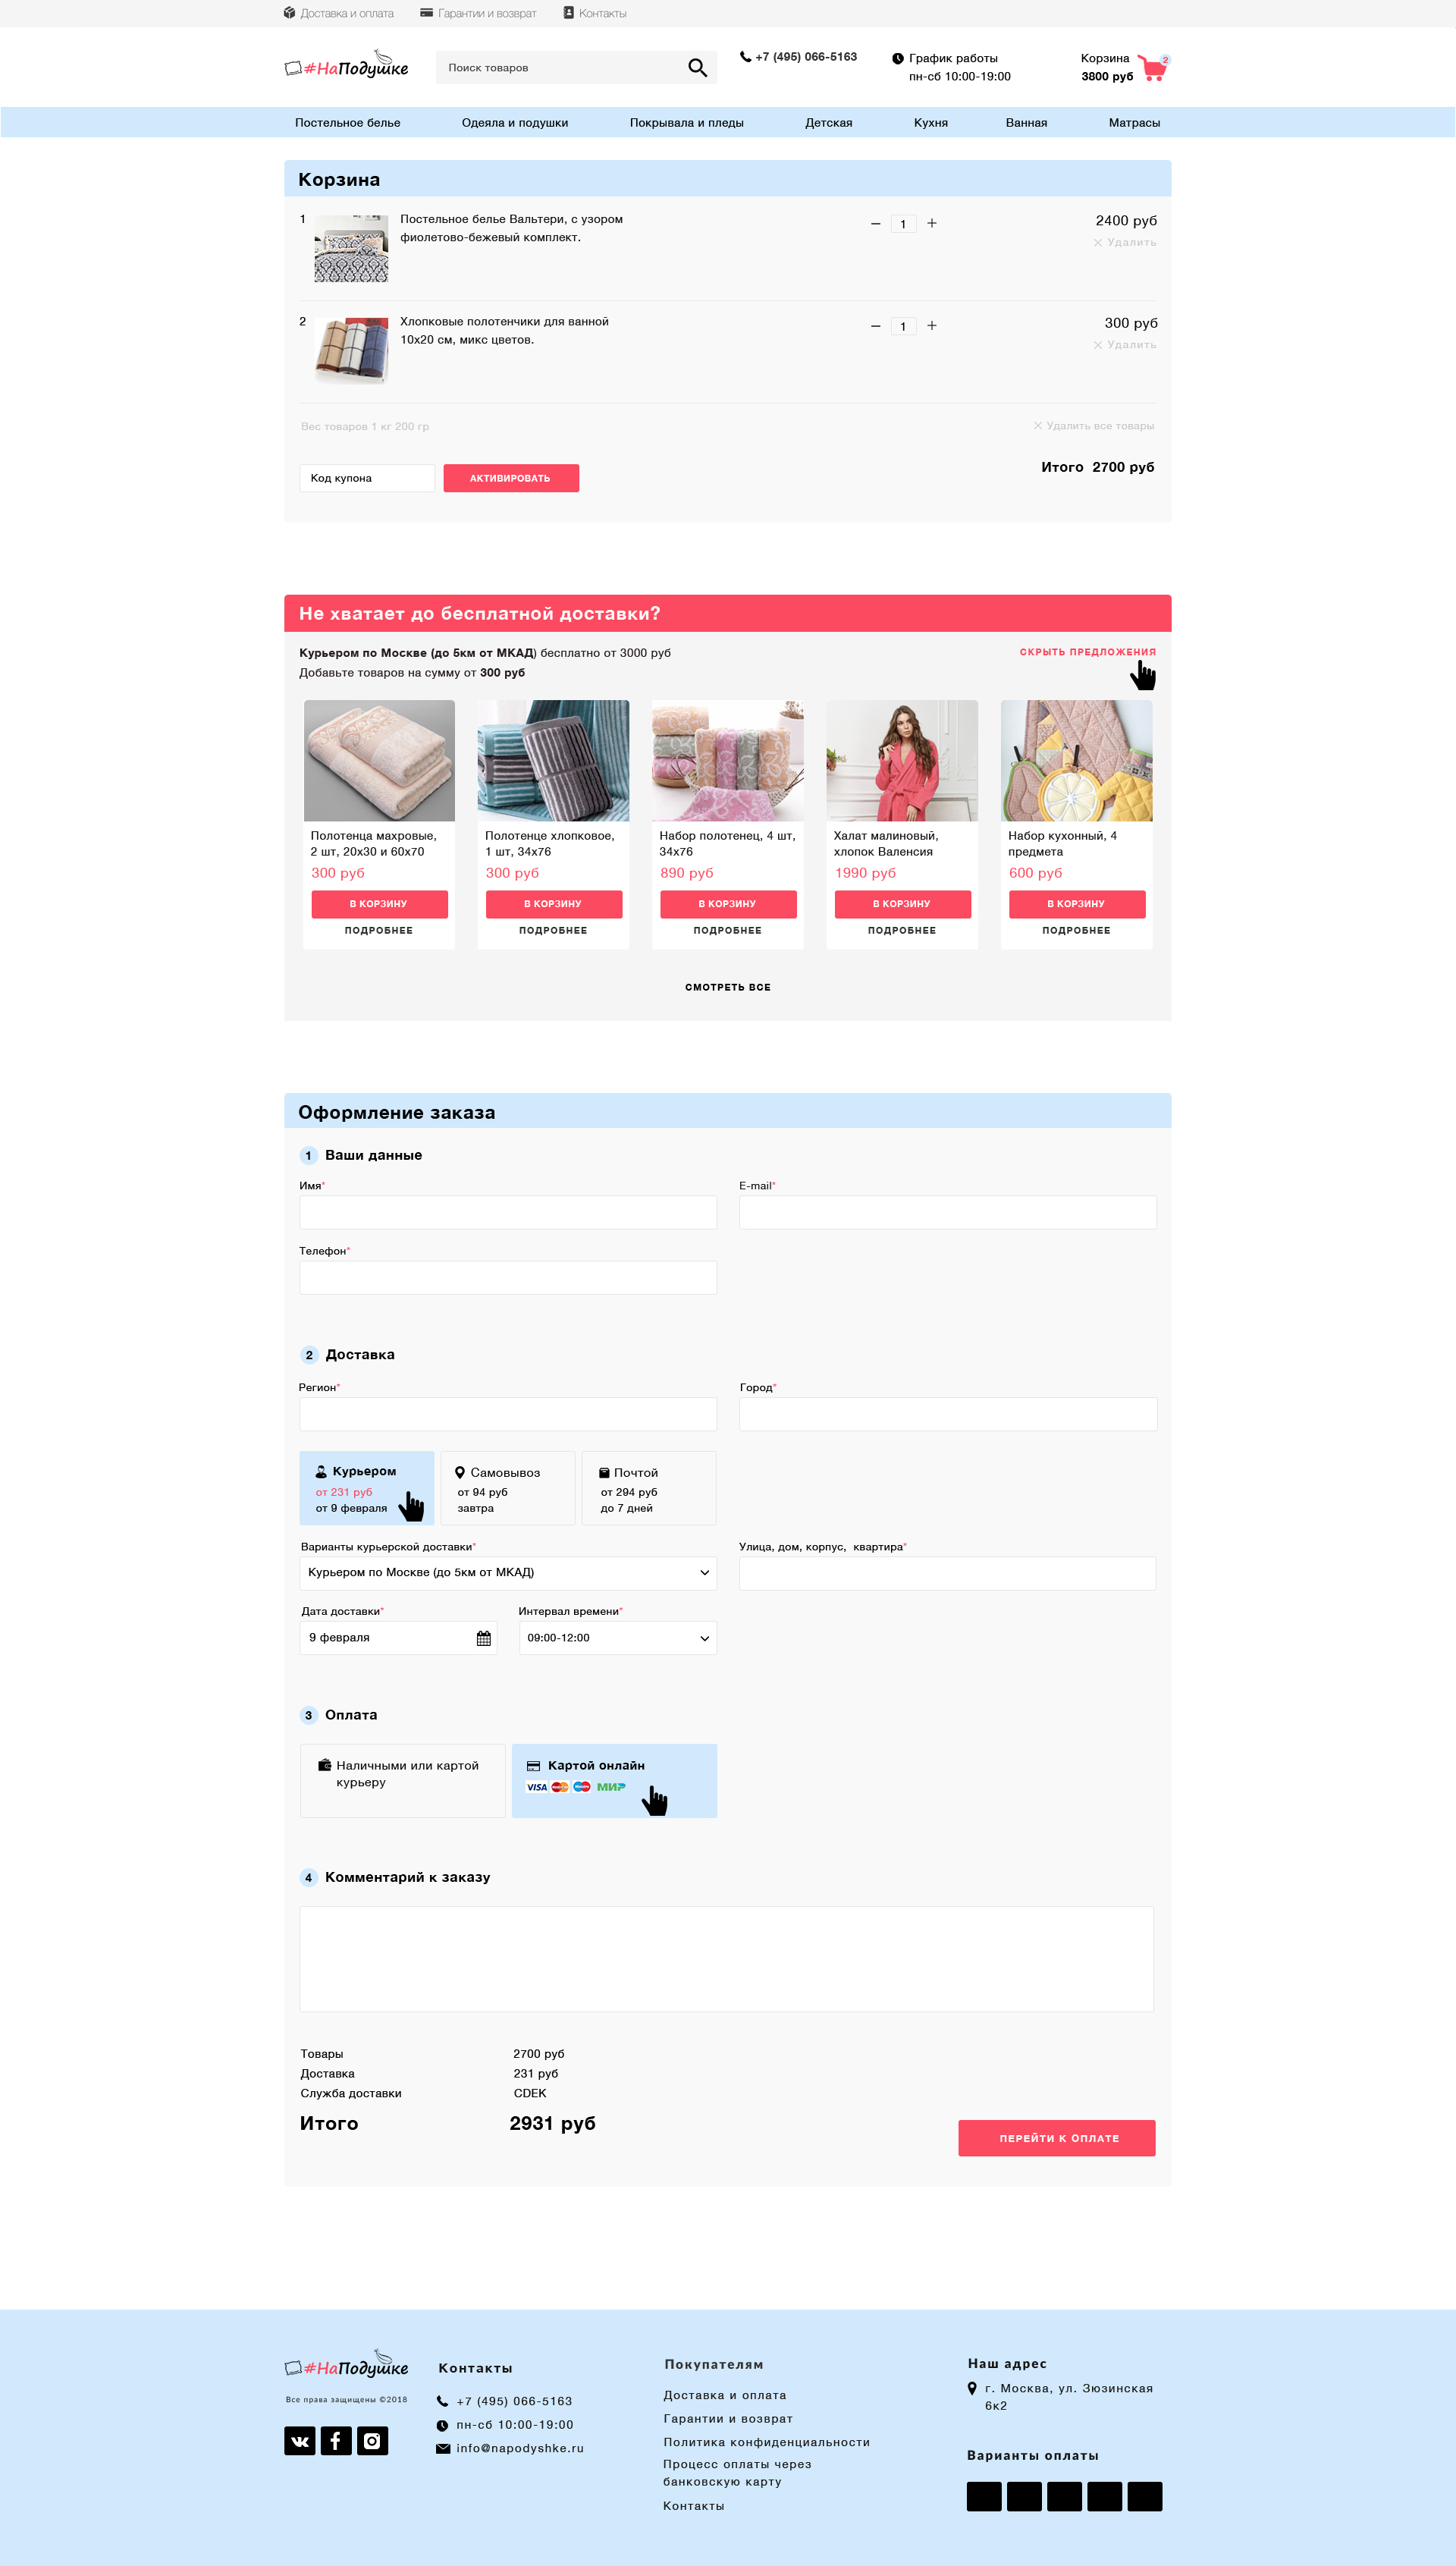 Доставка и оплата
Гарантии и возврат
Контакты
#НаПодушке
Поиск товаров
+7 (495) 066-5163
График работы
пн-сб 10:00-19:00
Корзина
3800 руб
2
Постельное белье
Одеяла и подушки
Покрывала и пледы
Детская
Кухня
Ванная
Матрасы
Корзина
1
Постельное белье Вальтери, с узором
фиолетово-бежевый комплект.
1
2400 руб
Удалить
2
Хлопковые полотенчики для ванной
10х20 см, микс цветов.
1
300 руб
Удалить
Вес товаров 1 кг 200 гр
Удалить все товары
Итого 2700 руб
Код купона
АКТИВИРОВАТЬ
Не хватает до бесплатной доставки?
Курьером по Москве (до 5км от МКАД) бесплатно от 3000 руб
Добавьте товаров на сумму от 300 руб
СКРЫТЬ ПРЕДЛОЖЕНИЯ
Полотенца махровые,
2 шт, 20х30 и 60х70
300 руб
В КОРЗИНУ
ПОДРОБНЕЕ
Полотенце хлопковое,
1 шт, 34х76
300 руб
В КОРЗИНУ
ПОДРОБНЕЕ
Набор полотенец, 4 шт,
34х76
890 руб
В КОРЗИНУ
ПОДРОБНЕЕ
Халат малиновый,
хлопок Валенсия
1990 руб
В КОРЗИНУ
ПОДРОБНЕЕ
Набор кухонный, 4
предмета
600 руб
В КОРЗИНУ
ПОДРОБНЕЕ
СМОТРЕТЬ ВСЕ
Оформление заказа
1 Ваши данные
Имя*
E-mail*
Телефон*
2 Доставка
Регион*
Город*
Курьером
от 231 руб
от 9 февраля
Самовывоз
от 94 руб
завтра
Почтой
от 294 руб
до 7 дней
Варианты курьерской доставки*
Курьером по Москве (до 5км от МКАД)
Улица, дом, корпус, квартира*
Дата доставки*
9 февраля
Интервал времени*
09:00-12:00
3 Оплата
Наличными или картой
курьеру
Картой онлайн
VISA
МИР
4 Комментарий к заказу
Товары 2700 руб
Доставка 231 руб
Служба доставки CDEK
Итого 2931 руб
ПЕРЕЙТИ К ОПЛАТЕ
#НаПодушке
Все права защищены ©2018
Контакты
+7 (495) 066-5163
пн-сб 10:00-19:00
info@napodyshke.ru
Покупателям
Доставка и оплата
Гарантии и возврат
Политика конфиденциальности
Процесс оплаты через
банковскую карту
Контакты
Наш адрес
г. Москва, ул. Зюзинская
6к2
Варианты оплаты